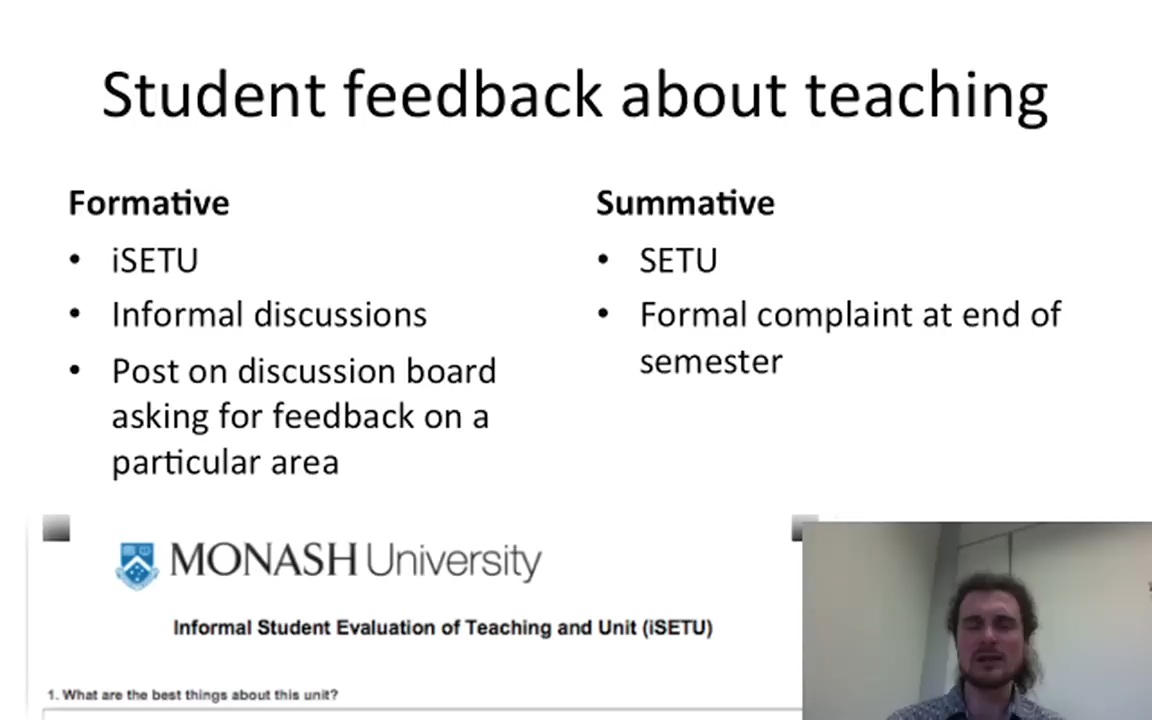 Student feedback about teaching
Formative
• iSETU
• Informal discussions
• Post on discussion board
asking for feedback on a
particular area
Summative
• SETU
• Formal complaint at end of
semester
MONASH University
Informal Student Evaluation of Teaching and Unit (iSETU)
1. What are the best things about this unit?